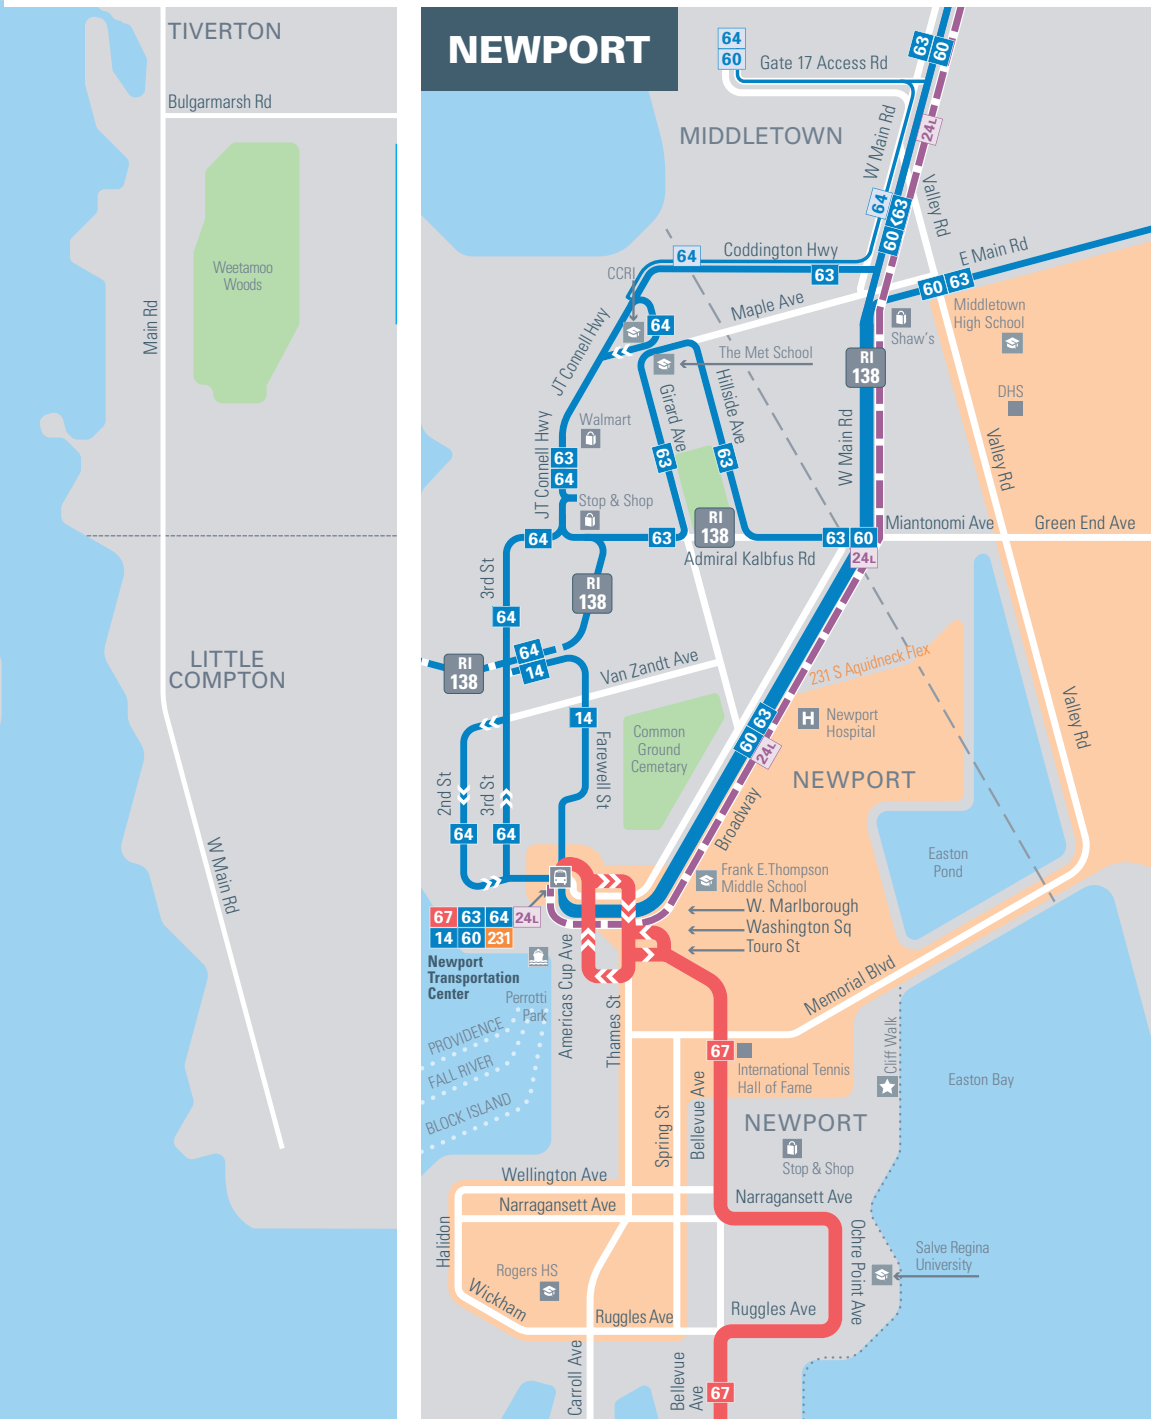 TIVERTON
Bulgarmarsh Rd
Weetamoo
Woods
Main Rd
LITTLE
COMPTON
W Main Rd
NEWPORT
64
60
Gate 17 Access Rd
63
60
MIDDLETOWN
W Main Rd
24L
Valley Rd
64
63
60
E Main Rd
Coddington Hwy
64
63
60
63
CCRI
Maple Ave
64
Middletown
High School
Shaw's
JT Connell Hwy
The Met School
RI
138
Hillside Ave
Girard Ave
DHS
Walmart
JT Connell Hwy
63
64
63
63
W Main Rd
Valley Rd
Stop & Shop
RI
138
64
63
63
60
Miantonomi Ave
Green End Ave
Admiral Kalbfus Rd
24L
3rd St
RI
138
64
64
14
RI
138
Van Zandt Ave
231 S Aquidneck Flex
14
Farewell St
Common
Ground
Cemetary
60
63
24L
H
Newport
Hospital
Valley Rd
NEWPORT
2nd St
3rd St
64
64
Broadway
Frank E.Thompson
Middle School
Easton
Pond
67
63
64
24L
14
60
231
W. Marlborough
Washington Sq
Touro St
Newport
Transportation
Center
Perrotti
Park
Americas Cup Ave
Thames St
Memorial Blvd
PROVIDENCE
FALL RIVER
BLOCK ISLAND
67
International Tennis
Hall of Fame
Cliff Walk
Easton Bay
Spring St
Bellevue Ave
NEWPORT
Stop & Shop
Wellington Ave
Narragansett Ave
Narragansett Ave
Halidon
Ochre Point Ave
Salve Regina
University
Rogers HS
Wickham
Ruggles Ave
Ruggles Ave
Carroll Ave
Bellevue
Ave
67